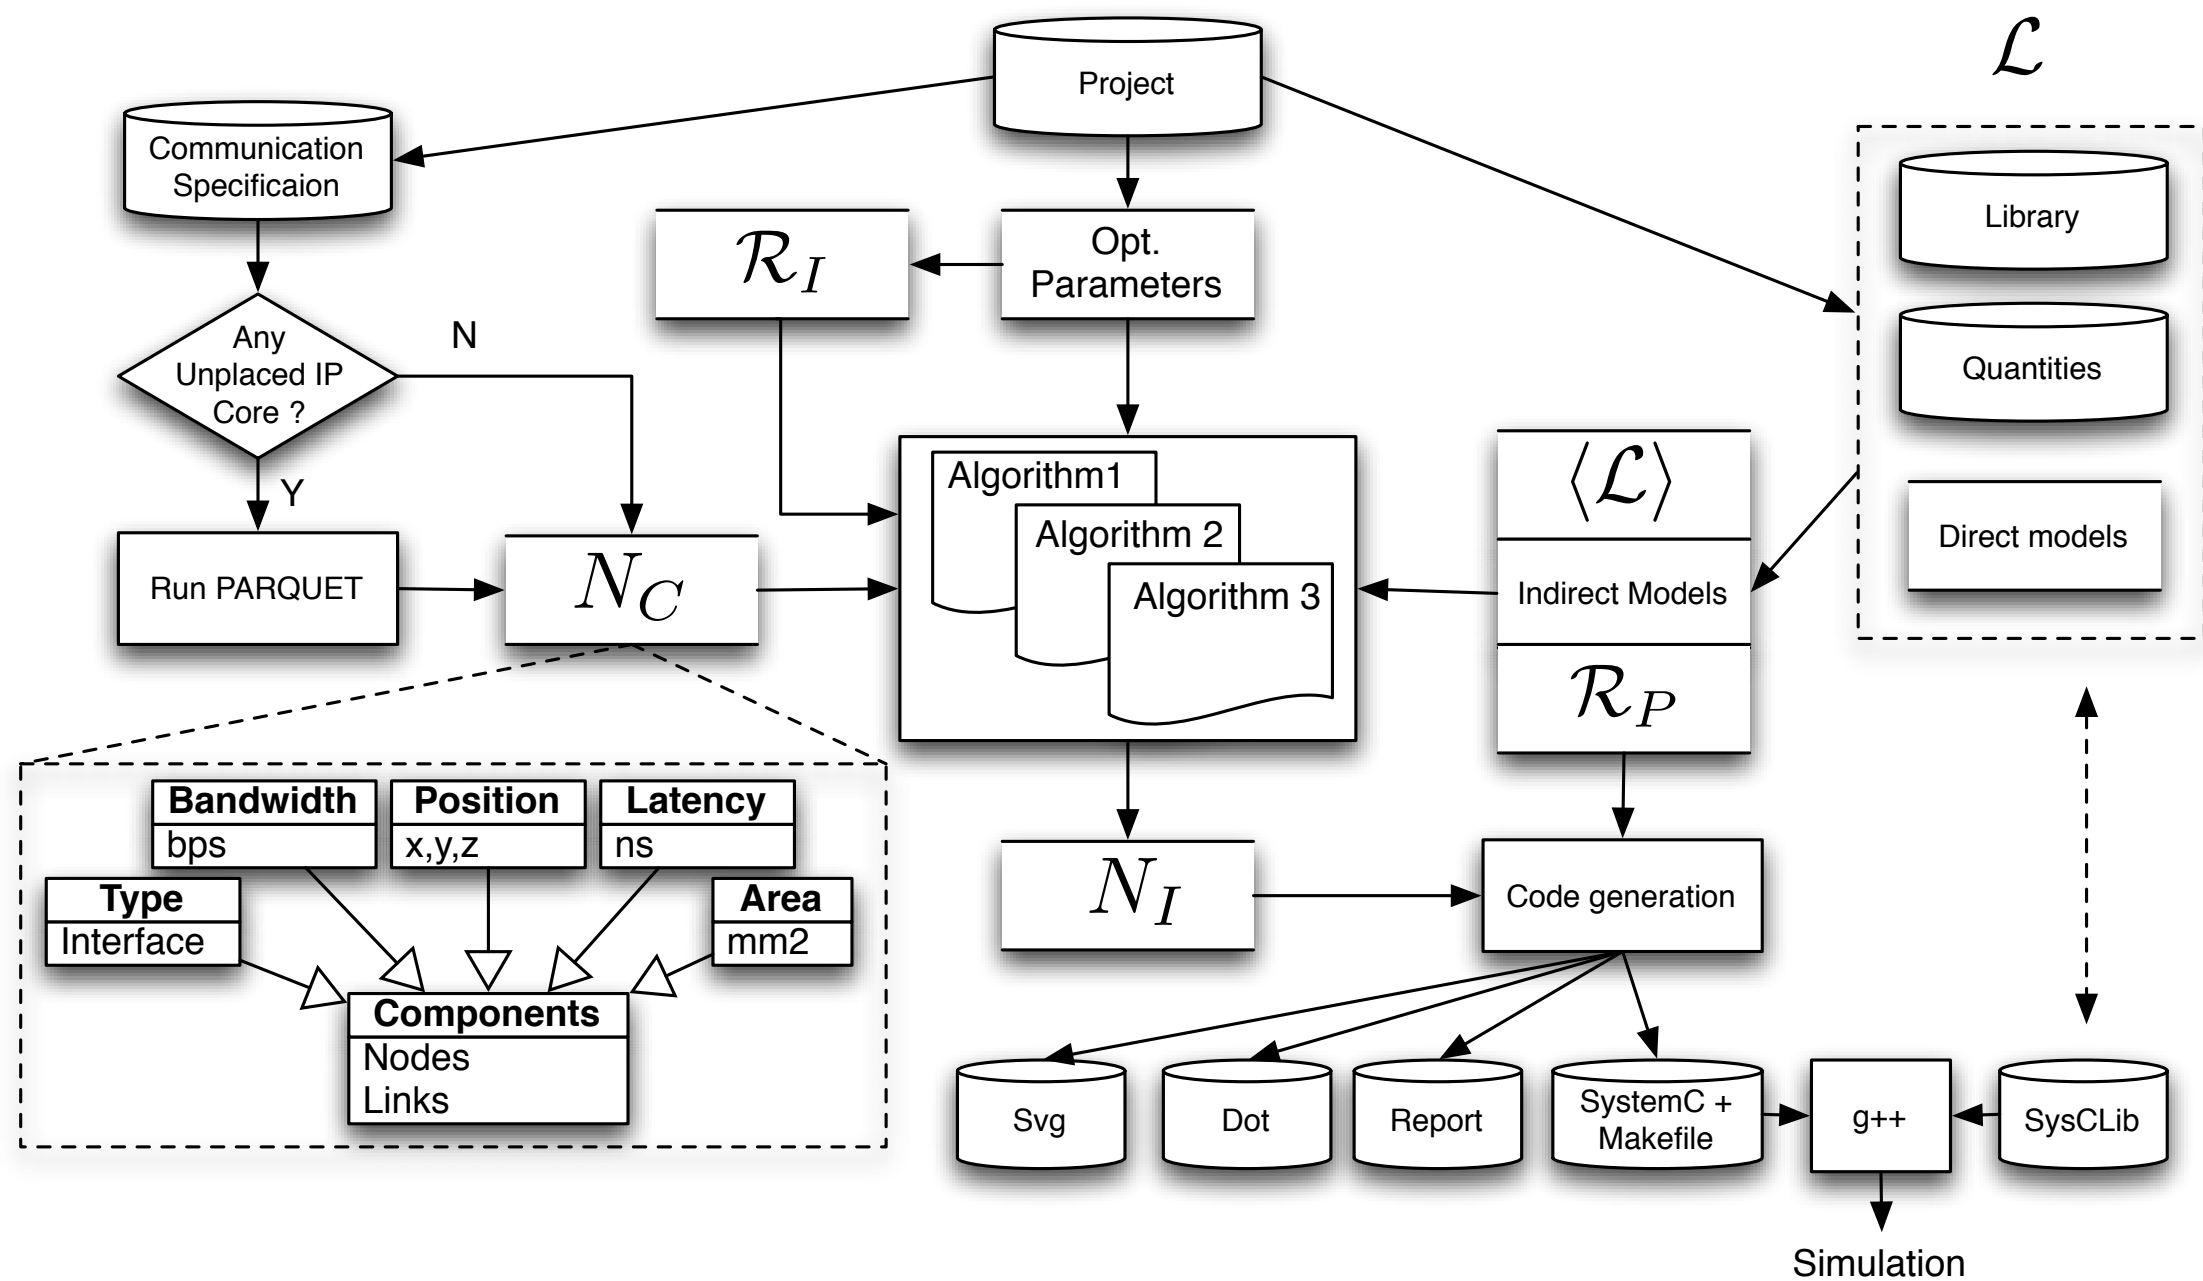 Project
ℒ
Communication
Specificaion
Library
ℛ_I
Opt.
Parameters
Any
Unplaced IP
Core ?
N
Y
Quantities
Direct models
Run PARQUET
N_C
Algorithm1
Algorithm 2
Algorithm 3
⟨ℒ⟩
Indirect Models
ℛ_P
Bandwidth
bps
Position
x,y,z
Latency
ns
Type
Interface
Area
mm2
Components
Nodes
Links
N_I
Code generation
Svg
Dot
Report
SystemC +
Makefile
g++
SysCLib
Simulation